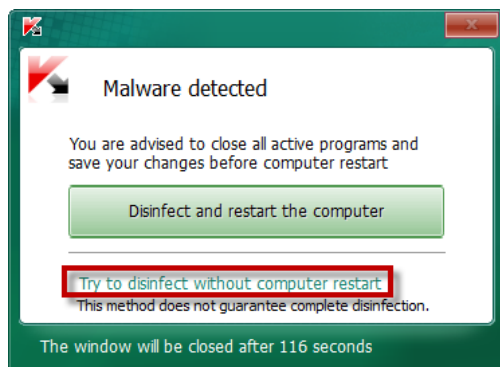 Malware detected
You are advised to close all active programs and
save your changes before computer restart
Disinfect and restart the computer
Try to disinfect without computer restart
This method does not guarantee complete disinfection.
The window will be closed after 116 seconds